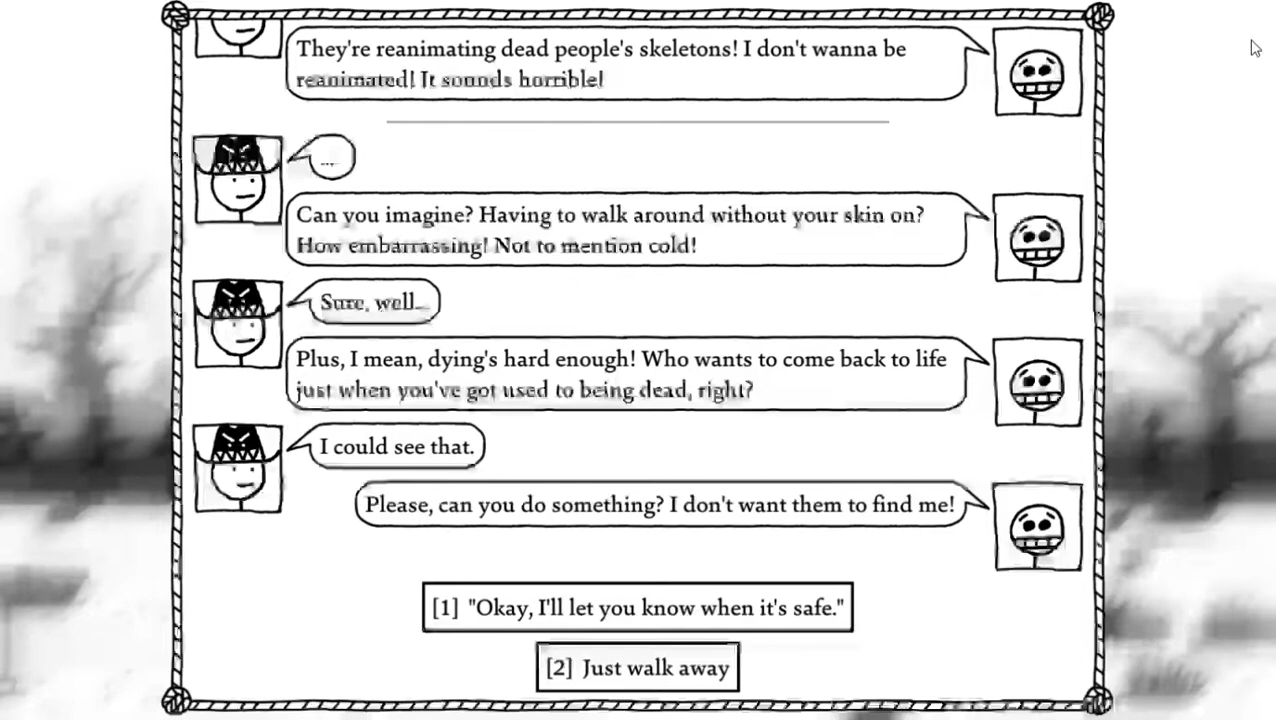 They're reanimating dead people's skeletons! I don't wanna be
reanimated! It sounds horrible!
...
Can you imagine? Having to walk around without your skin on?
How embarrassing! Not to mention cold!
Sure, well...
Plus, I mean, dying's hard enough! Who wants to come back to life
just when you've got used to being dead, right?
I could see that.
Please, can you do something? I don't want them to find me!
[1] "Okay, I'll let you know when it's safe."
[2] Just walk away